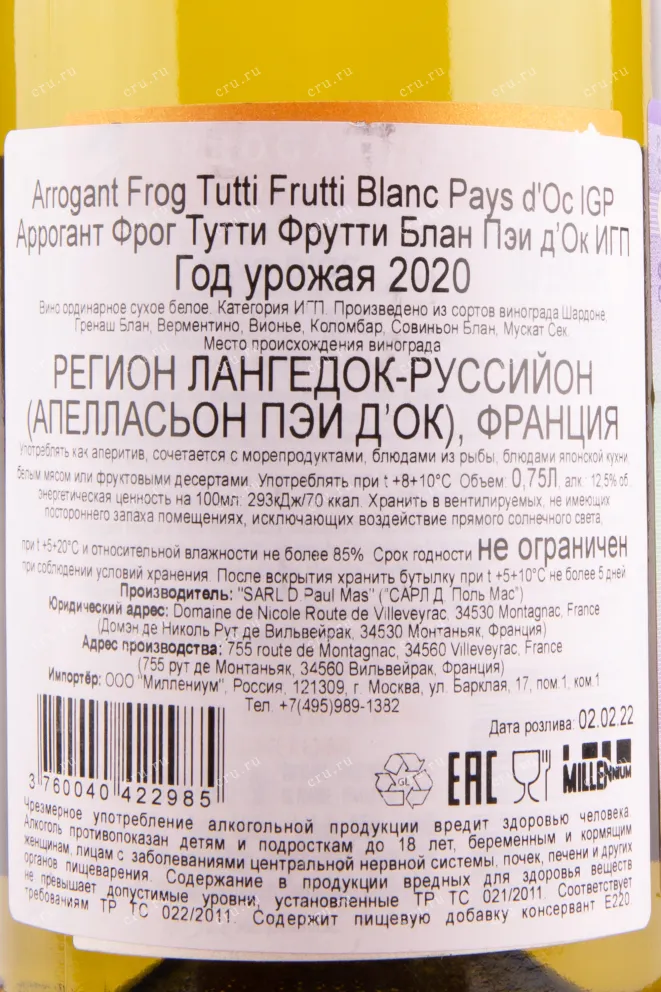 Arrogant Frog Tutti Frutti Blanc Pays d'Oc IGP
Аррогант Фрог Тутти Фрутти Блан Пэи д’Ок ИГП
Год урожая 2020
Вино ординарное сухое белое. Категория ИГП. Произведено из сортов винограда Шардоне,
Гренаш Блан, Верментино, Вионье, Коломбар, Совиньон Блан, Мускат Сек.
Место происхождения винограда
РЕГИОН ЛАНГЕДОК-РУССИЙОН
(АПЕЛЛАСЬОН ПЭИ Д’ОК), ФРАНЦИЯ
Употреблять как аперитив, сочетается с морепродуктами, блюдами из рыбы, блюдами японской кухни,
белым мясом или фруктовыми десертами. Употреблять при t +8+10°C. Объем: 0,75Л, алк. 12,5% об.
энергетическая ценность на 100мл: 293кДж/70 ккал. Хранить в вентилируемых, не имеющих
постороннего запаха помещениях, исключающих воздействие прямого солнечного света,
при t +5+20°C и относительной влажности не более 85%. Срок годности не ограничен
при соблюдении условий хранения. После вскрытия хранить бутылку при t +5+10°C не более 5 дней.
Производитель: "SARL D.Paul Mas" ("САРЛ Д. Поль Мас")
Юридический адрес: Domaine de Nicole Route de Villeveyrac, 34530 Montagnac, France
(Домэн де Николь Рут де Вильвейрак, 34530 Монтаньяк, Франция)
Адрес производства: 755 route de Montagnac, 34560 Villeveyrac, France
(755 рут де Монтаньяк, 34560 Вильвейрак, Франция)
Импортёр: ООО "Миллениум", Россия, 121309, г. Москва, ул. Барклая, 17, пом.1, ком.1
Тел. +7(495)989-1382
Дата розлива: 02.02.22
3 760040 422985
GL
EAC
MILLENNIUM
Чрезмерное употребление алкогольной продукции вредит здоровью человека.
Алкоголь противопоказан детям и подросткам до 18 лет, беременным и кормящим
женщинам, лицам с заболеваниями центральной нервной системы, почек, печени и других
органов пищеварения. Содержание в продукции вредных для здоровья веществ
не превышает допустимые уровни, установленные ТР ТС 021/2011. Соответствует
требованиям ТР ТС 022/2011. Содержит пищевую добавку консервант Е220.
cru.ru